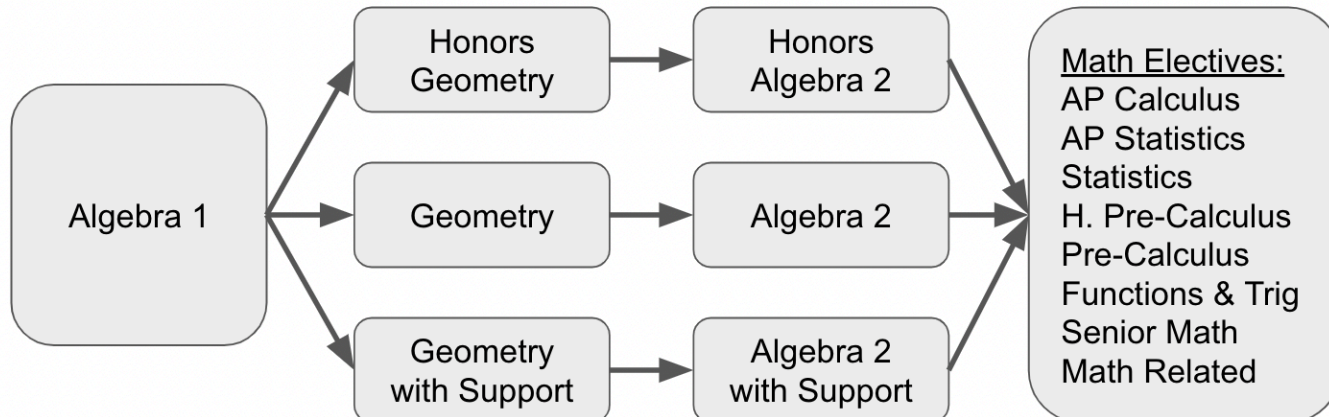 Algebra 1
Honors
Geometry
Honors
Algebra 2
Geometry
Algebra 2
Geometry
with Support
Algebra 2
with Support
Math Electives:
AP Calculus
AP Statistics
Statistics
H. Pre-Calculus
Pre-Calculus
Functions & Trig
Senior Math
Math Related